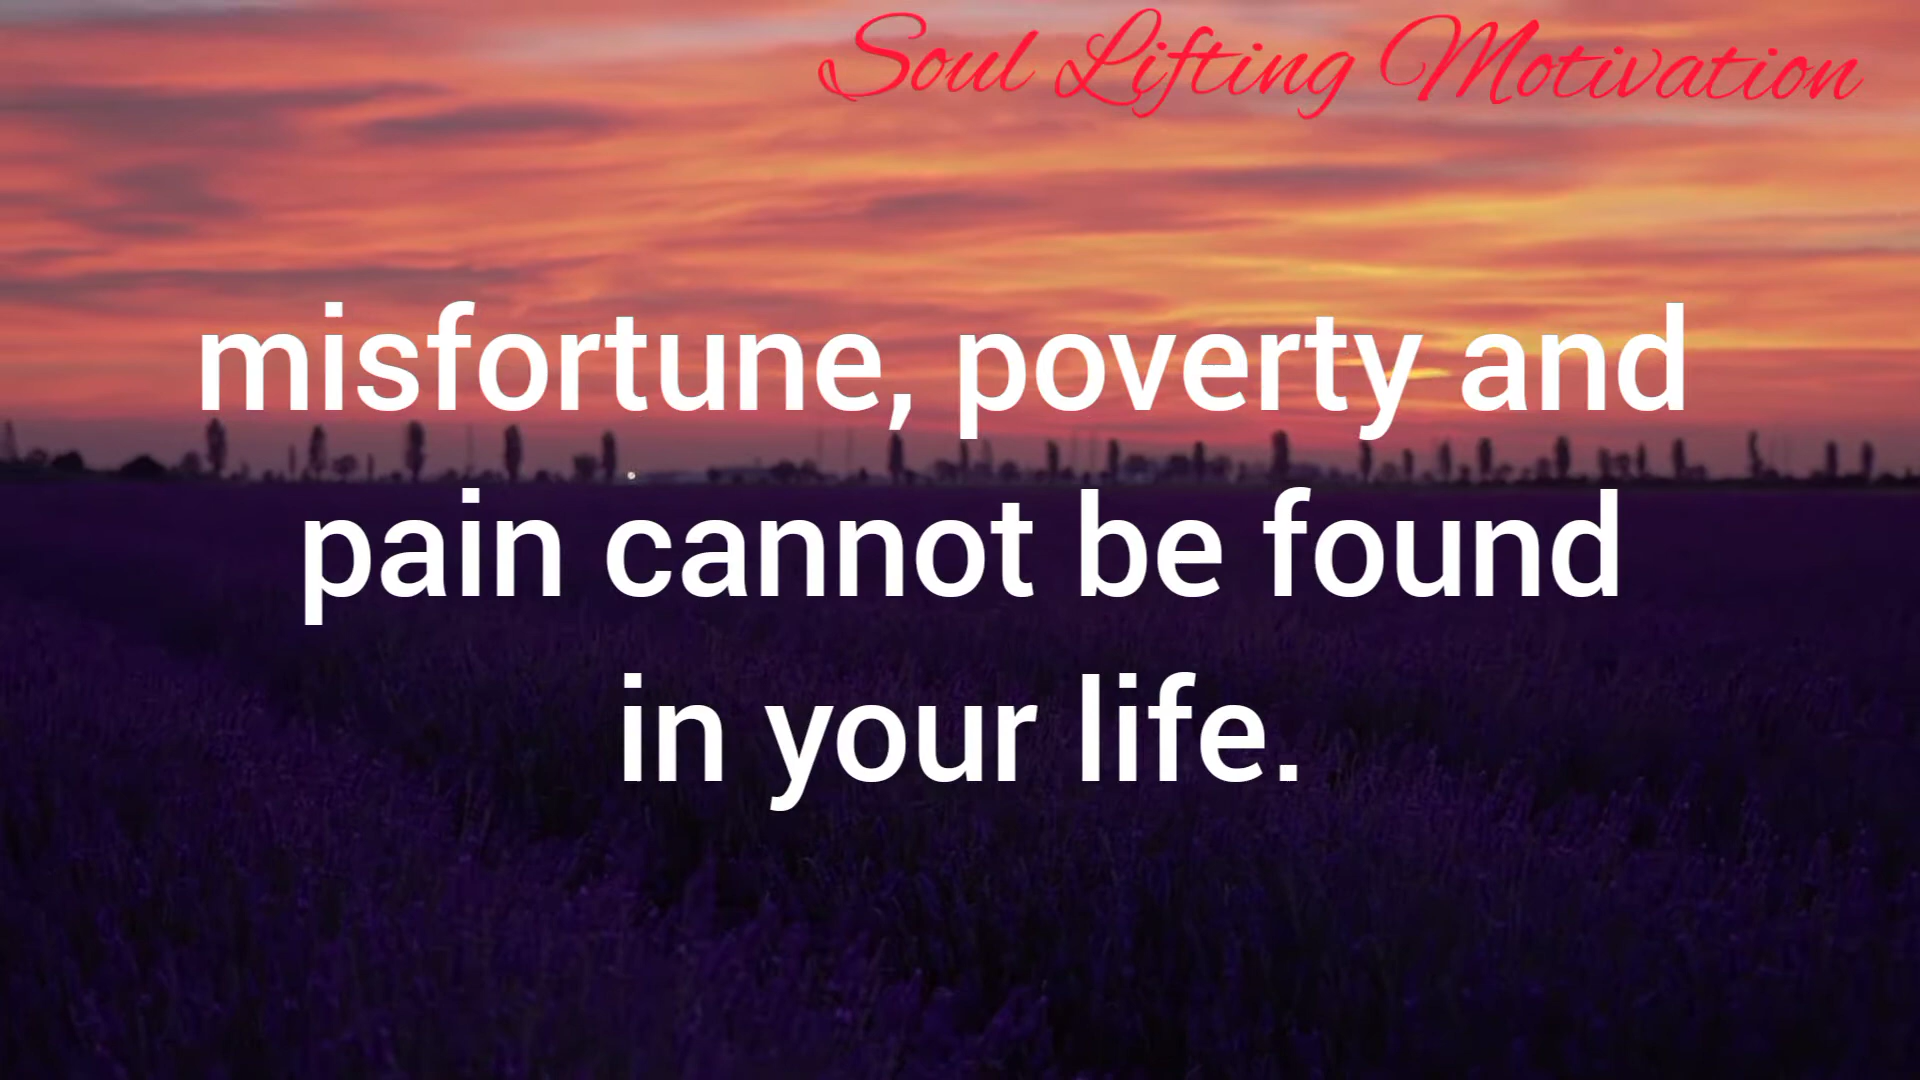 Soul Lifting Motivation
misfortune, poverty and
pain cannot be found
in your life.